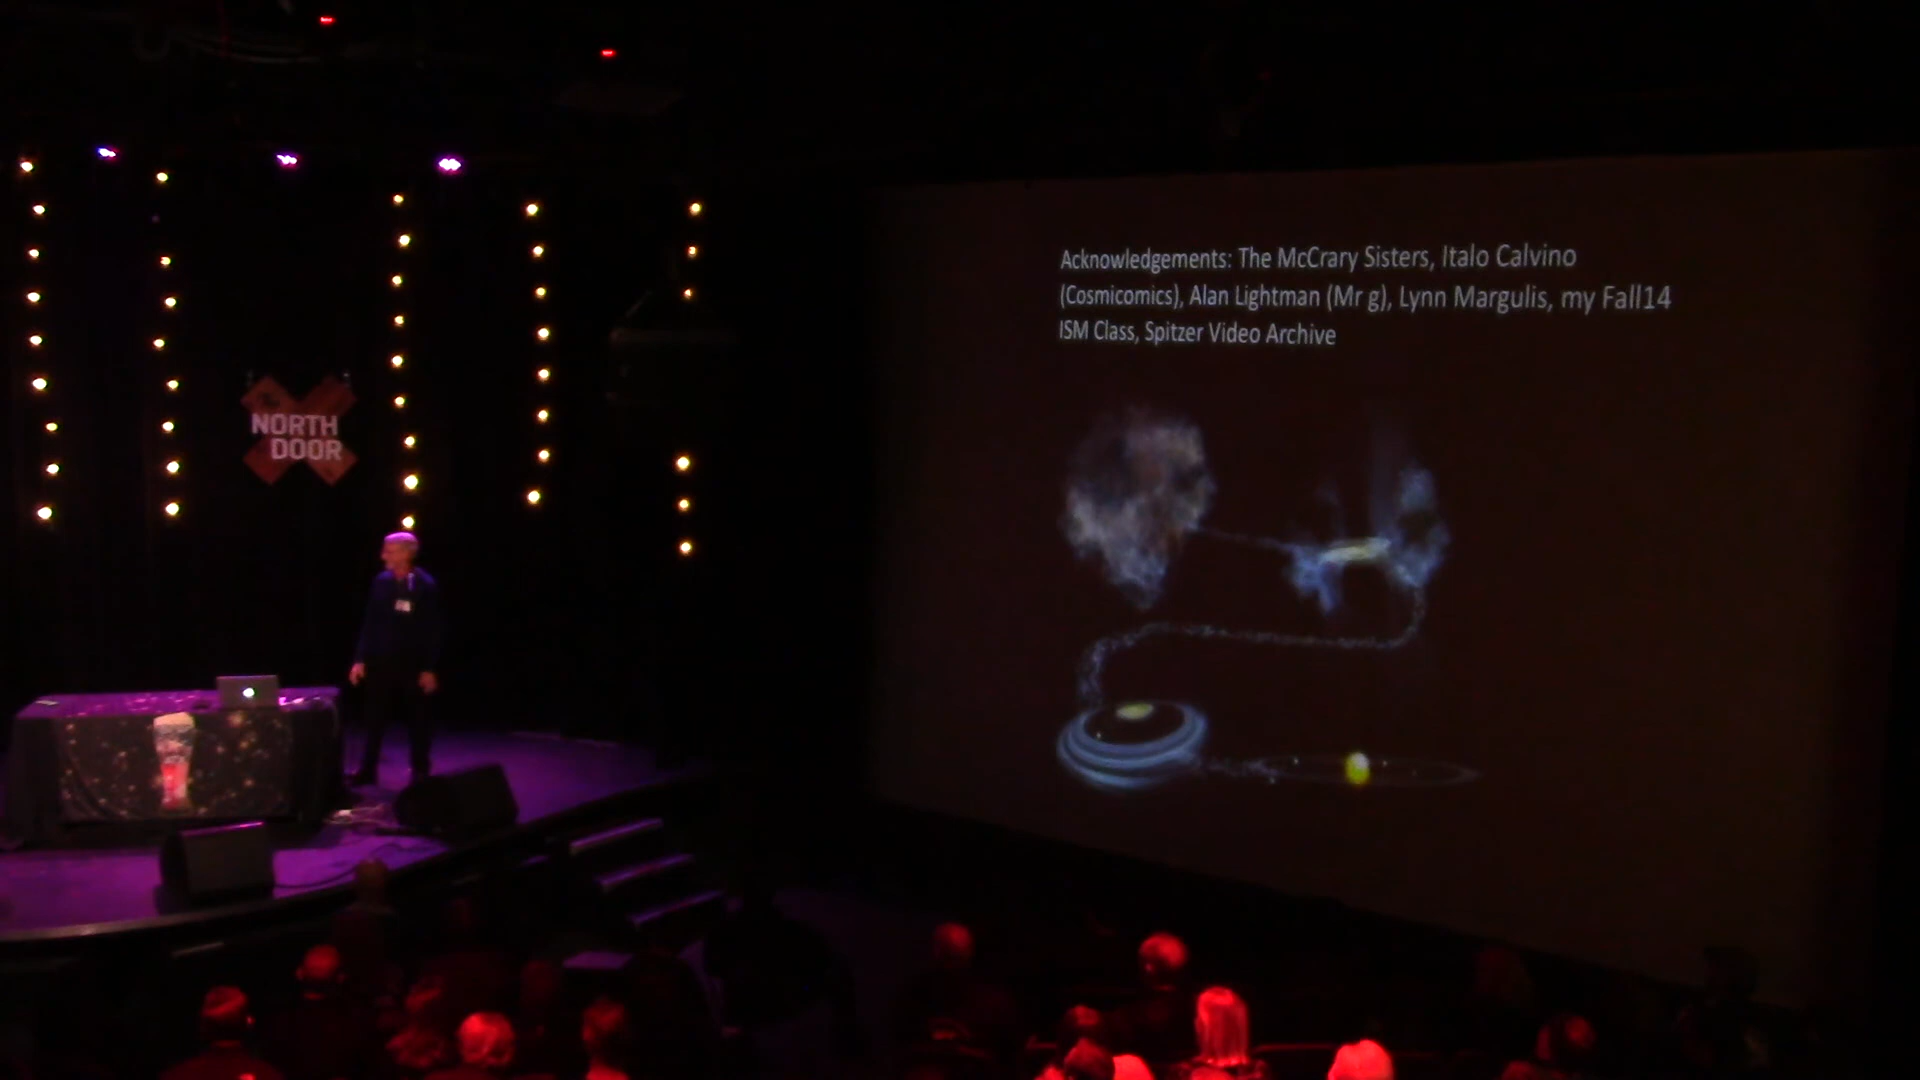 NORTH
DOOR
Acknowledgements: The McCrary Sisters, Italo Calvino
(Cosmicomics), Alan Lightman (Mr g), Lynn Margulis, my Fall14
ISM Class, Spitzer Video Archive